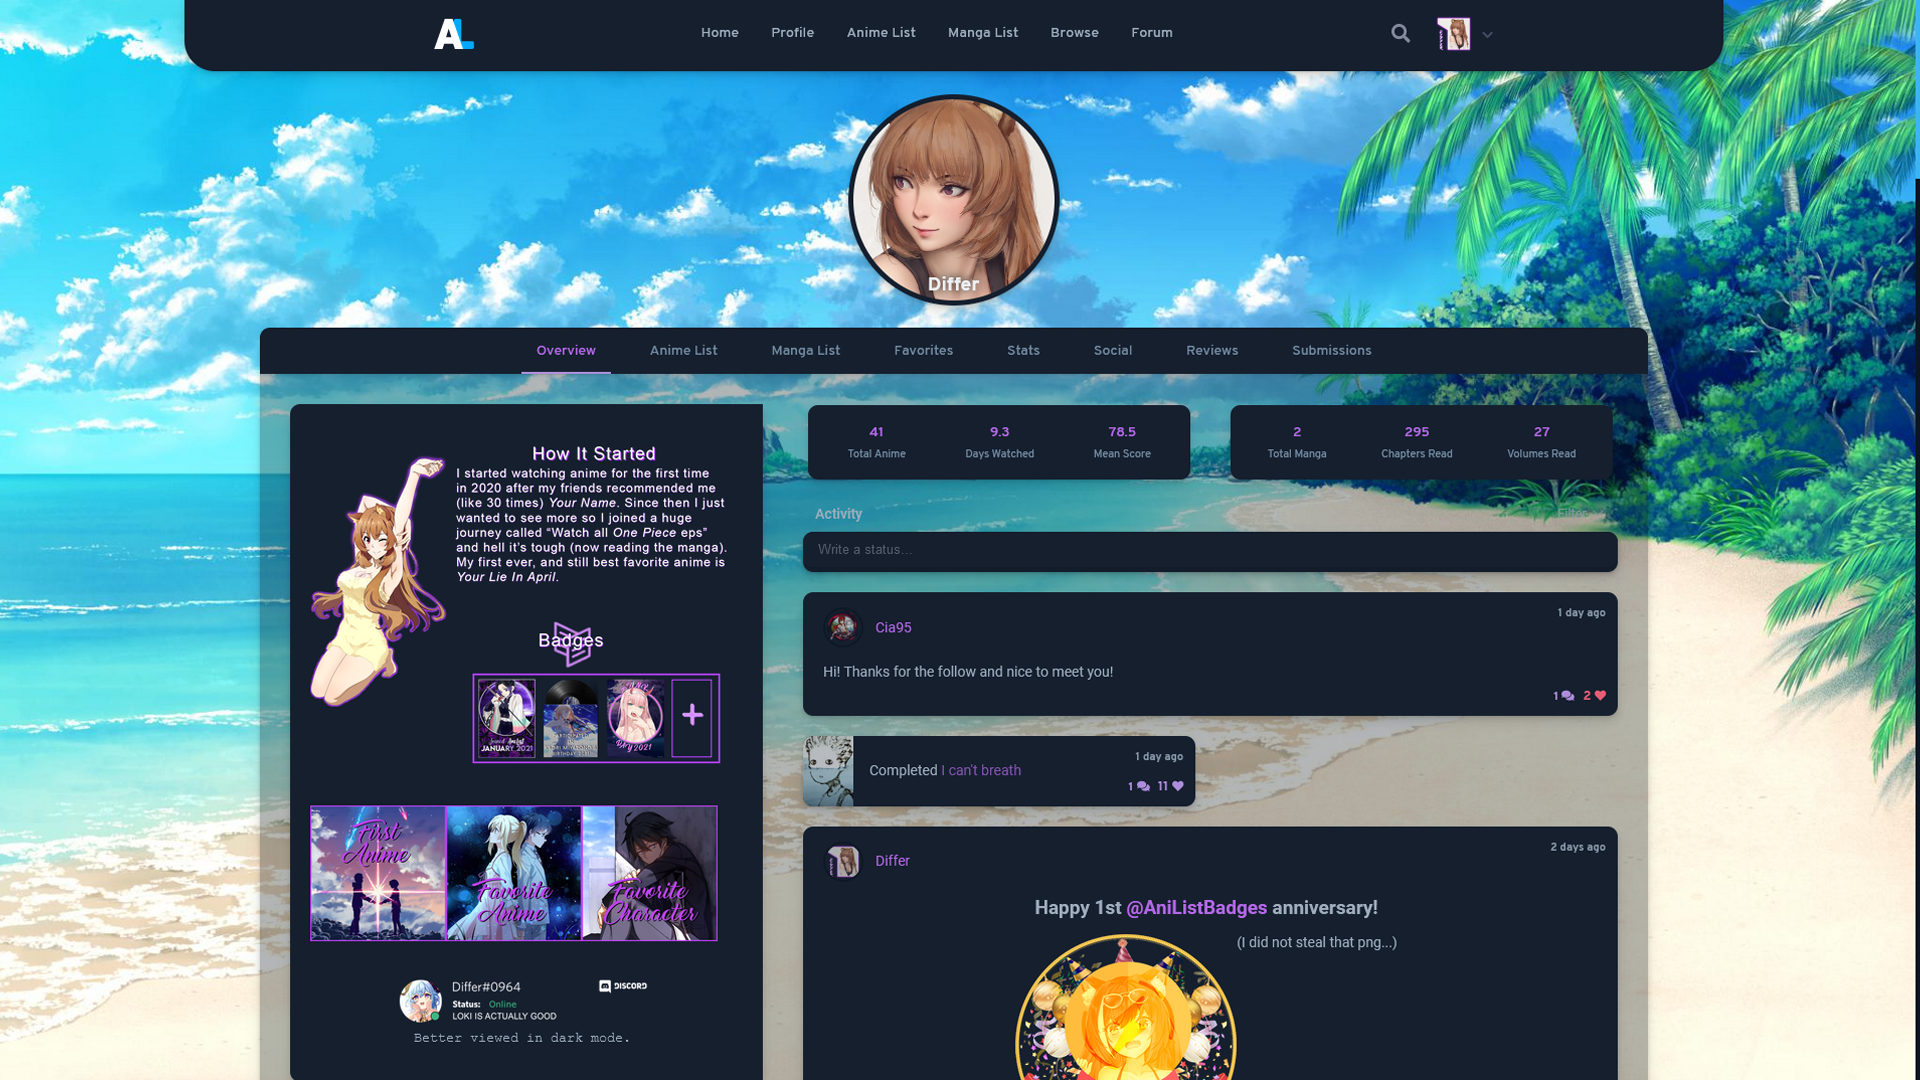 AL
Home Profile Anime List Manga List Browse Forum
Differ
Overview Anime List Manga List Favorites Stats Social Reviews Submissions
How It Started
I started watching anime for the first time
in 2020 after my friends recommended me
(like 30 times) Your Name. Since then I just
wanted to see more so I joined a huge
journey called “Watch all One Piece eps”
and hell it's tough (now reading the manga).
My first ever, and still best favorite anime is
Your Lie In April.
Badges
JANUARY 2021
MAY 2021
First
Anime
Favorite
Anime
Favorite
Character
Differ#0964
DISCORD
Status: Online
LOKI IS ACTUALLY GOOD
Better viewed in dark mode.
41 9.3 78.5
Total Anime Days Watched Mean Score
2 295 27
Total Manga Chapters Read Volumes Read
Activity
Filter
Write a status...
Cia95
1 day ago
Hi! Thanks for the follow and nice to meet you!
1 2
1 day ago
Completed I can't breath
1 11
Differ
2 days ago
Happy 1st @AniListBadges anniversary!
(I did not steal that png...)